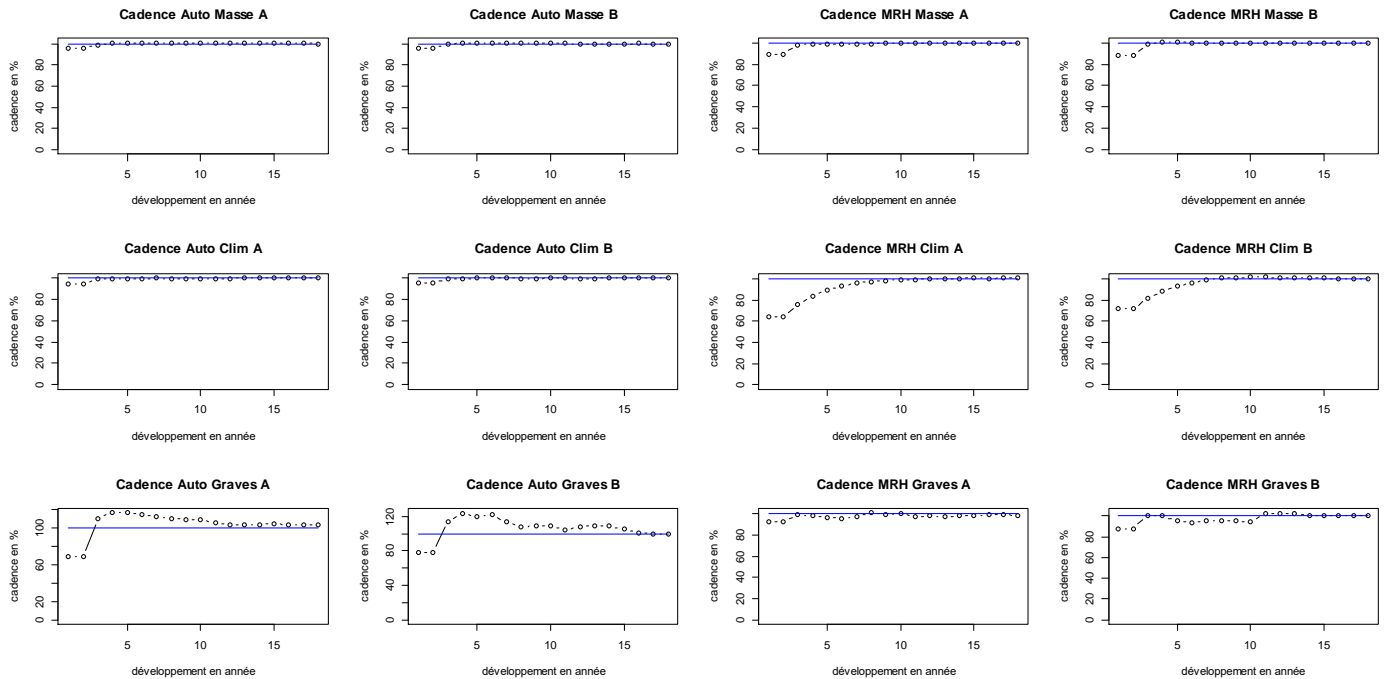 Cadence Auto Masse A
cadence en %
0 20 40 60 80
5 10 15
développement en année
Cadence Auto Masse B
cadence en %
0 20 40 60 80
5 10 15
développement en année
Cadence MRH Masse A
cadence en %
0 20 40 60 80
5 10 15
développement en année
Cadence MRH Masse B
cadence en %
0 20 40 60 80
5 10 15
développement en année
Cadence Auto Clim A
cadence en %
0 20 40 60 80
5 10 15
développement en année
Cadence Auto Clim B
cadence en %
0 20 40 60 80
5 10 15
développement en année
Cadence MRH Clim A
cadence en %
0 20 40 60 80
5 10 15
développement en année
Cadence MRH Clim B
cadence en %
0 20 40 60 80
5 10 15
développement en année
Cadence Auto Graves A
cadence en %
0 20 60 100
5 10 15
développement en année
Cadence Auto Graves B
cadence en %
0 40 80 120
5 10 15
développement en année
Cadence MRH Graves A
cadence en %
0 20 40 60 80 100
5 10 15
développement en année
Cadence MRH Graves B
cadence en %
0 20 40 60 80
5 10 15
développement en année